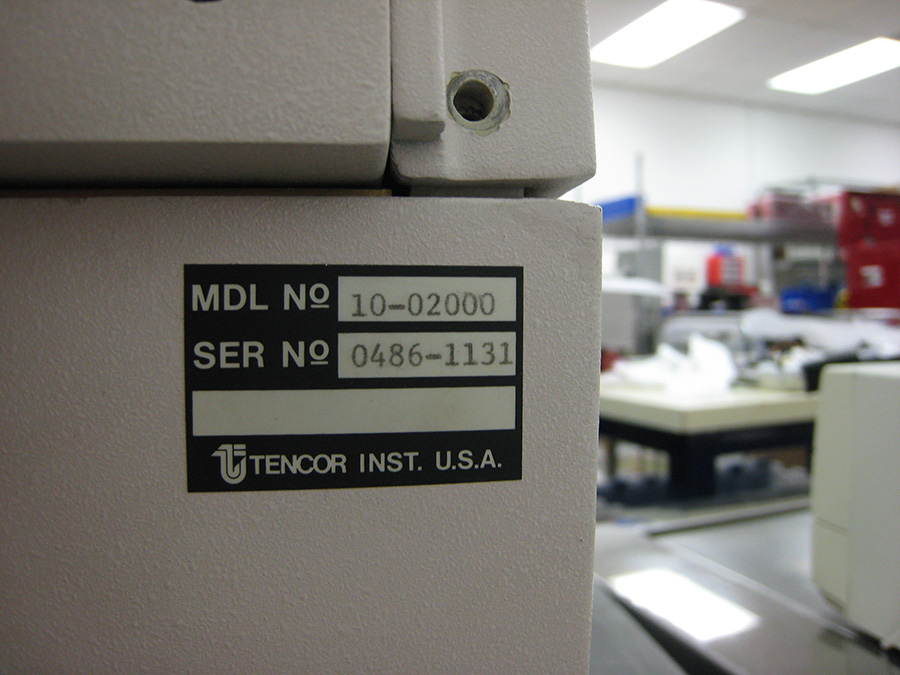 MDL Nº 10-02000
SER Nº 0486-1131
TENCOR INST. U.S.A.